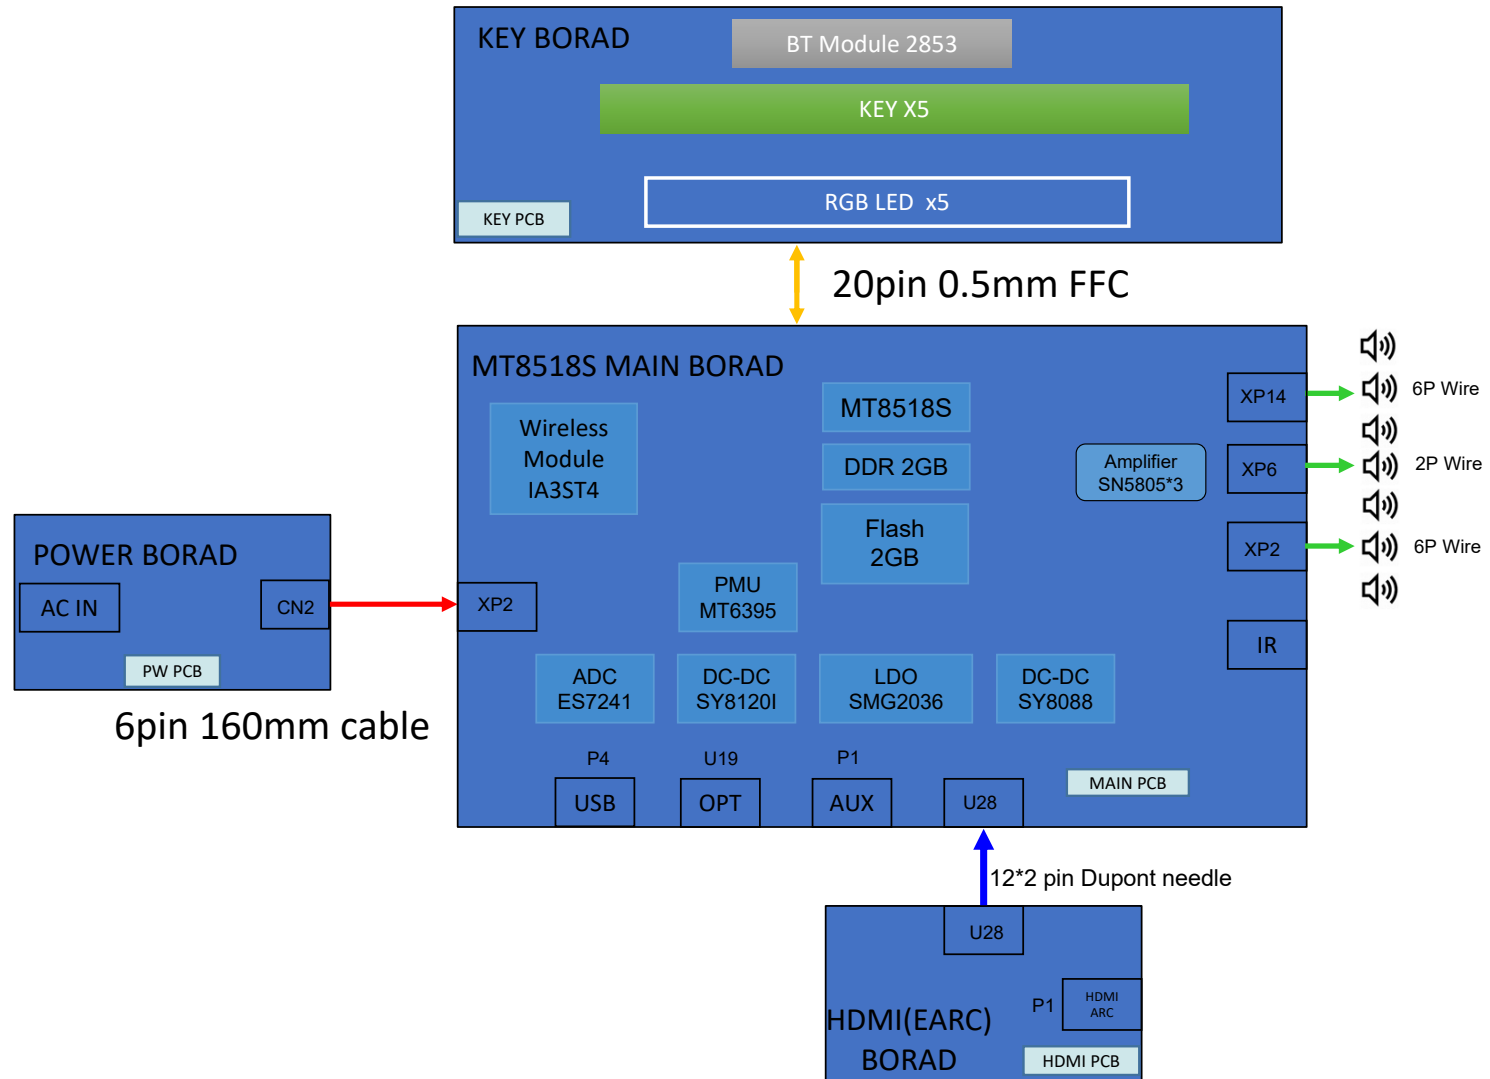 KEY BORAD
BT Module 2853
KEY X5
RGB LED x5
KEY PCB
20pin 0.5mm FFC
MT8518S MAIN BORAD
Wireless
Module
IA3ST4
MT8518S
DDR 2GB
Flash
2GB
Amplifier
SN5805*3
XP14
6P Wire
XP6
2P Wire
XP2
6P Wire
IR
POWER BORAD
AC IN
CN2
PW PCB
6pin 160mm cable
XP2
PMU
MT6395
ADC
ES7241
DC-DC
SY8120I
LDO
SMG2036
DC-DC
SY8088
P4
U19
P1
USB
OPT
AUX
U28
MAIN PCB
12*2 pin Dupont needle
U28
P1
HDMI
ARC
HDMI(EARC)
BORAD
HDMI PCB